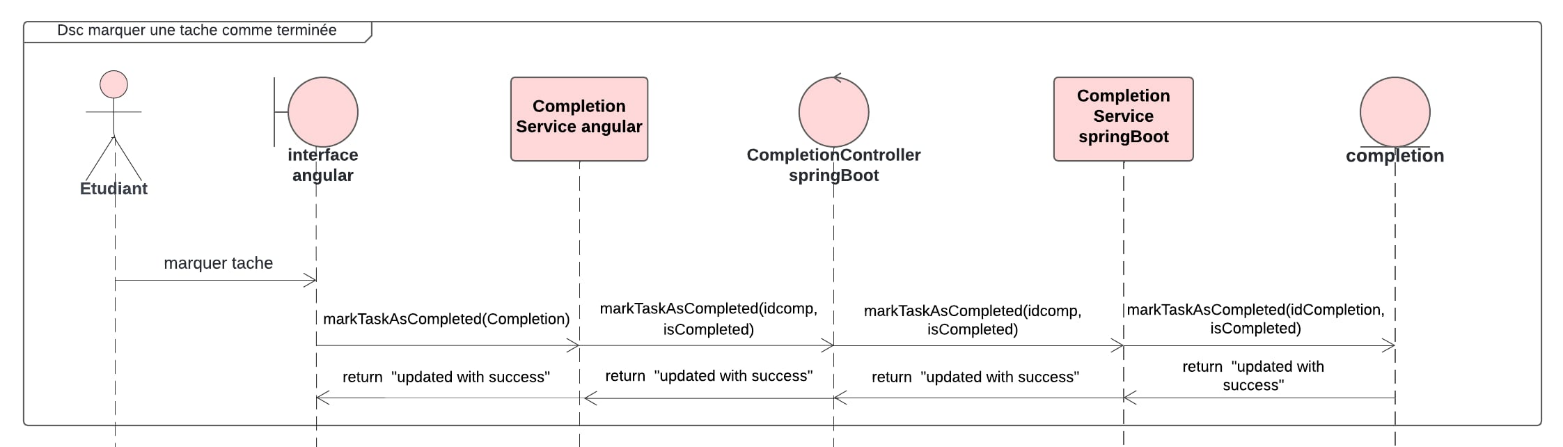 Dsc marquer une tache comme terminée
Completion
Service angular
Completion
Service
springBoot
interface
angular
CompletionController
springBoot
completion
Etudiant
marquer tache
markTaskAsCompleted(Completion)
markTaskAsCompleted(idcomp,
isCompleted)
markTaskAsCompleted(idcomp,
isCompleted)
markTaskAsCompleted(idCompletion,
isCompleted)
return "updated with success"
return "updated with success"
return "updated with success"
return "updated with
success"